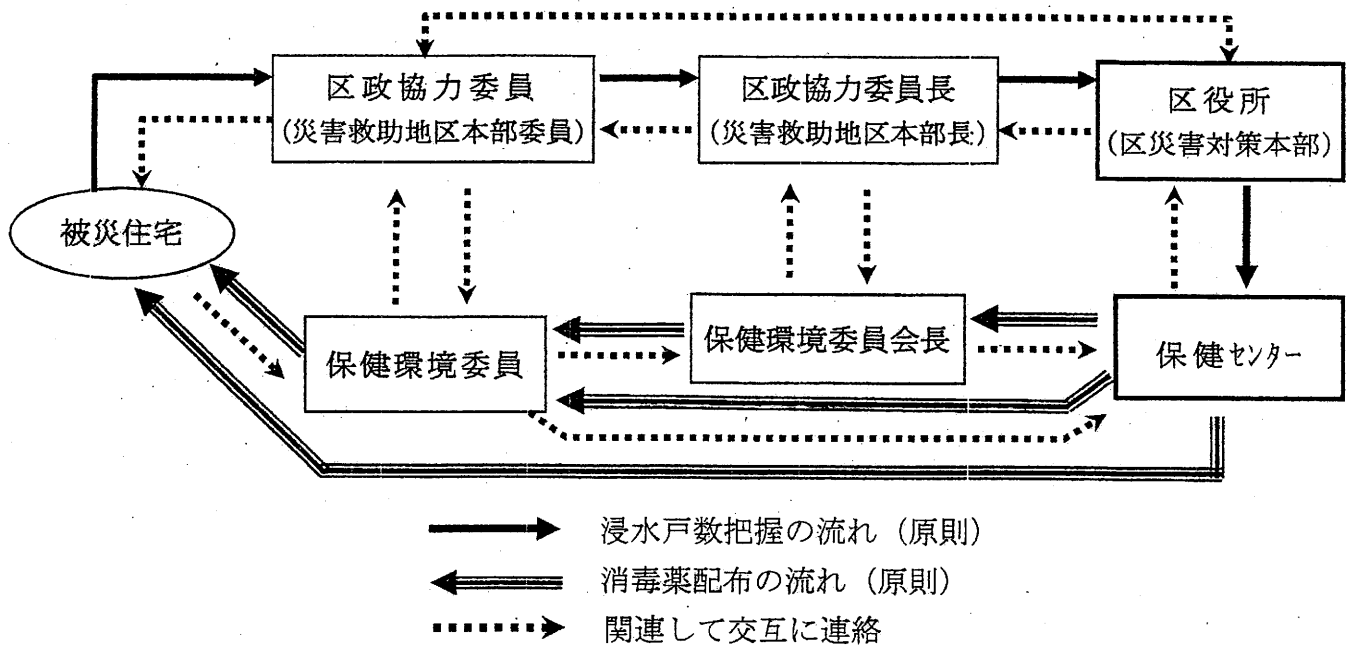 区政協力委員
(災害救助地区本部委員)
区政協力委員長
(災害救助地区本部長)
区役所
(区災害対策本部)
被災住宅
保健環境委員
保健環境委員会長
保健センター
浸水戸数把握の流れ(原則)
消毒薬配布の流れ(原則)
関連して交互に連絡